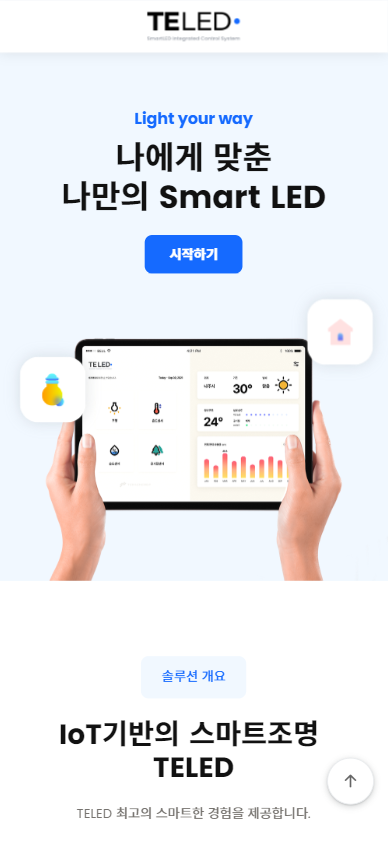 TELED
SmartLED Integrated Control System
Light your way
나에게 맞춘
나만의 Smart LED
시작하기
TELED
나주시
30°
24°
솔루션 개요
IoT기반의 스마트조명
TELED
TELED 최고의 스마트한 경험을 제공합니다.